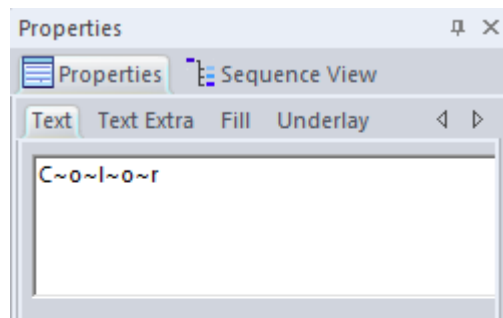 Properties
Properties Sequence View
Text Text Extra Fill Underlay
C~o~l~o~r